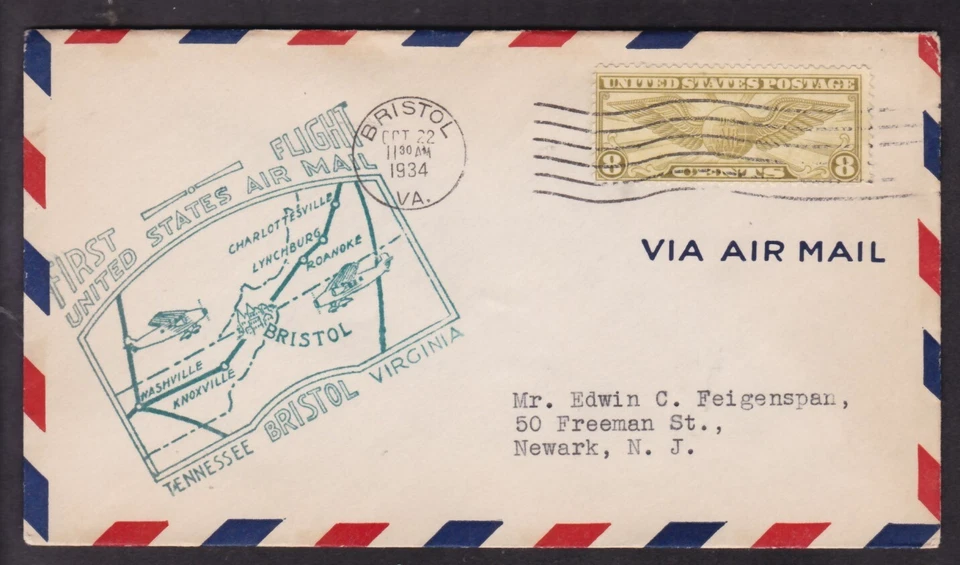 FIRST FLIGHT
UNITED STATES AIR MAIL
CHARLOTTESVILLE
LYNCHBURG
ROANOKE
BRISTOL
NASHVILLE
KNOXVILLE
TENNESSEE BRISTOL VIRGINIA
BRISTOL
OCT 22
11 30 AM
1934
VA.
UNITED STATES POSTAGE
8 CENTS 8
VIA AIR MAIL
Mr. Edwin C. Feigenspan,
50 Freeman St.,
Newark, N. J.